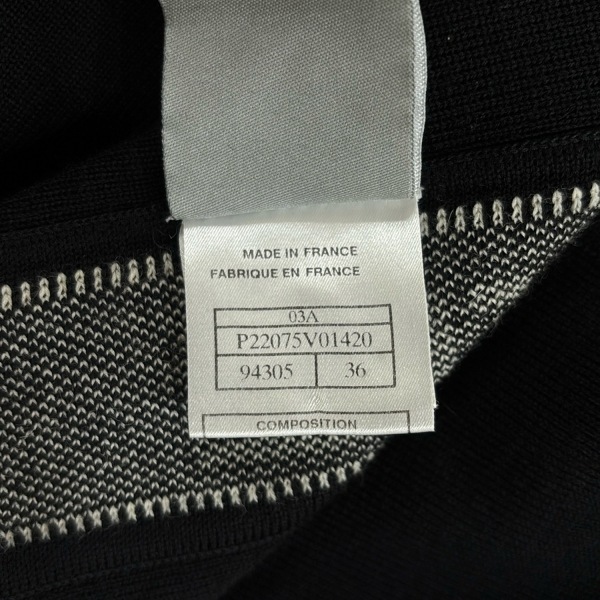 MADE IN FRANCE
FABRIQUE EN FRANCE
03A
P22075V01420
94305 36
COMPOSITION